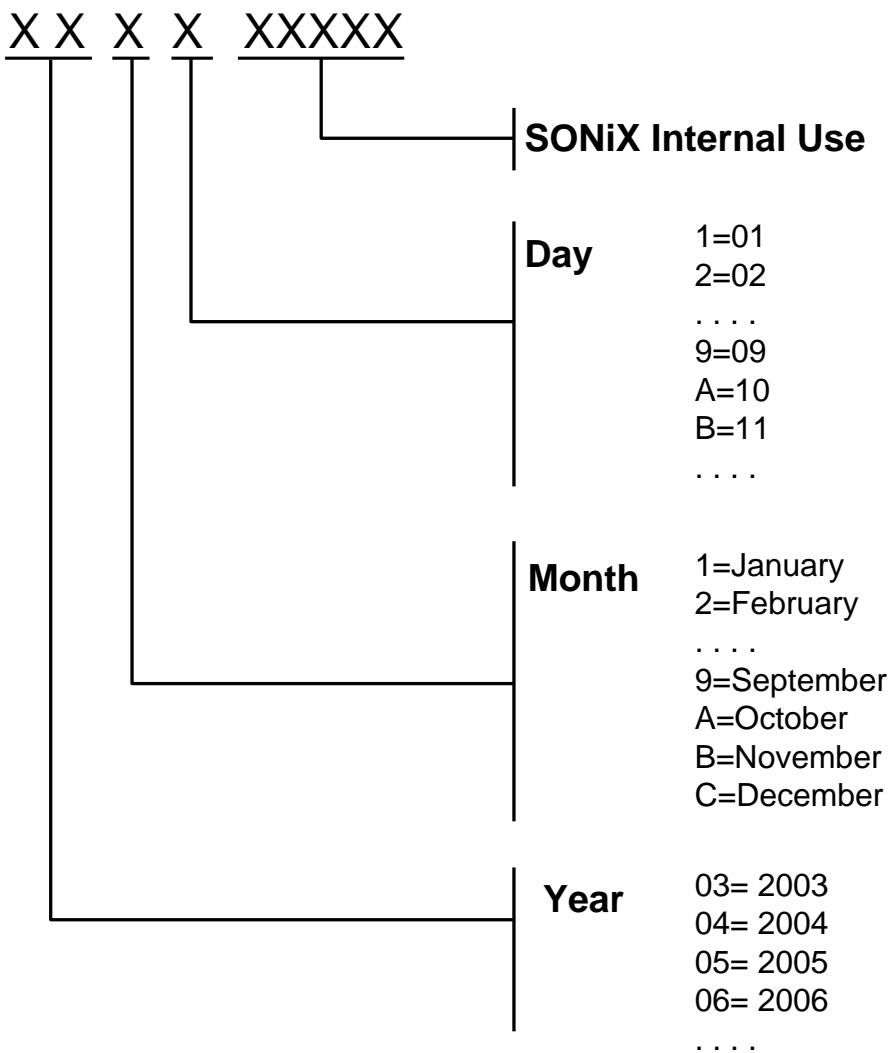 X X X X XXXXX
SONiX Internal Use
Day
1=01
2=02
. . . .
9=09
A=10
B=11
. . . .
Month
1=January
2=February
. . . .
9=September
A=October
B=November
C=December
Year
03= 2003
04= 2004
05= 2005
06= 2006
. . . .